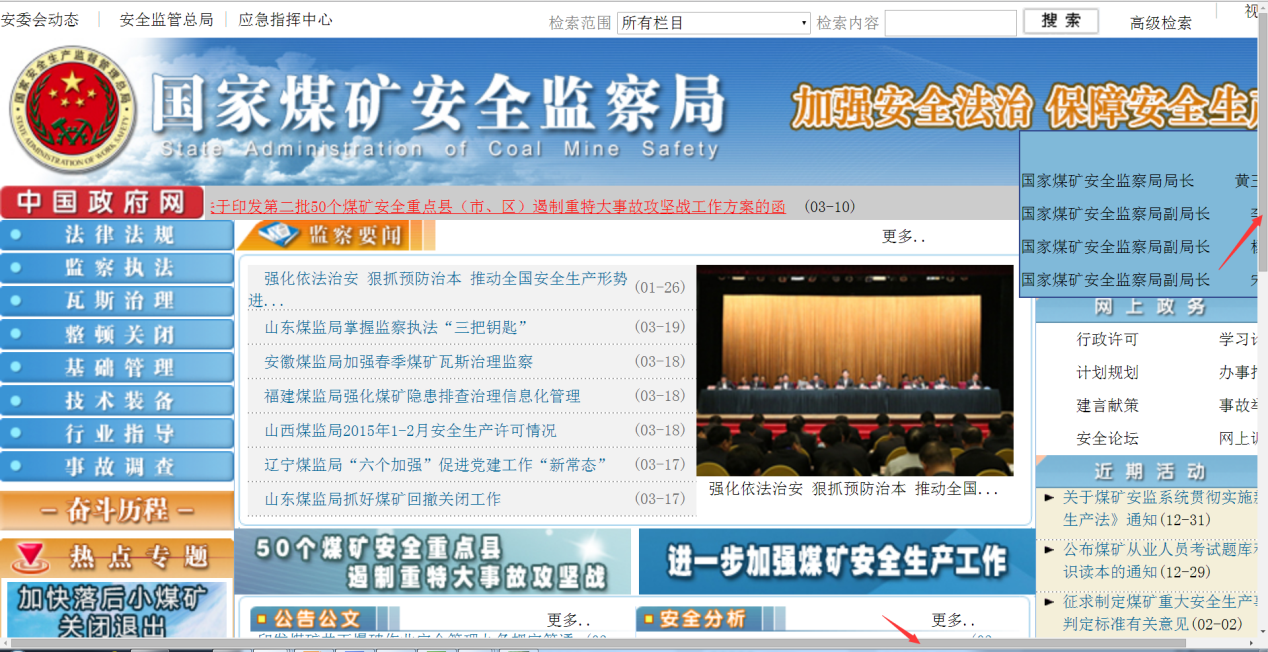 安委会动态 安全监管总局 应急指挥中心 检索范围 所有栏目 检索内容 搜 索 高级检索 视
国家煤矿安全监察局
State Administration of Coal Mine Safety
加强安全法治 保障安全生产
国家安全生产监督管理总局
STATE ADMINISTRATION OF WORK SAFETY
中国政府网
关于印发第二批50个煤矿安全重点县（市、区）遏制重特大事故攻坚战工作方案的函 (03-10)
国家煤矿安全监察局局长 黄玉
国家煤矿安全监察局副局长
国家煤矿安全监察局副局长
国家煤矿安全监察局副局长
法律法规
监察执法
瓦斯治理
整顿关闭
基础管理
技术装备
行业指导
事故调查
－奋斗历程－
热点专题
加快落后小煤矿
关闭退出
监察要闻 更多..
强化依法治安 狠抓预防治本 推动全国安全生产形势
进... (01-26)
山东煤监局掌握监察执法“三把钥匙” (03-19)
安徽煤监局加强春季煤矿瓦斯治理监察 (03-18)
福建煤监局强化煤矿隐患排查治理信息化管理 (03-18)
山西煤监局2015年1-2月安全生产许可情况 (03-18)
辽宁煤监局“六个加强”促进党建工作“新常态” (03-17)
山东煤监局抓好煤矿回撤关闭工作 (03-17)
强化依法治安 狠抓预防治本 推动全国...
50个煤矿安全重点县
遏制重特大事故攻坚战
进一步加强煤矿安全生产工作
公告公文 更多..
安全分析 更多..
网上政务
行政许可 学习
计划规划 办事
建言献策 事故
安全论坛 网上
近期活动
关于煤矿安监系统贯彻实施
生产法》通知(12-31)
公布煤矿从业人员考试题库
识读本的通知(12-29)
征求制定煤矿重大安全生产
判定标准有关意见(02-02)